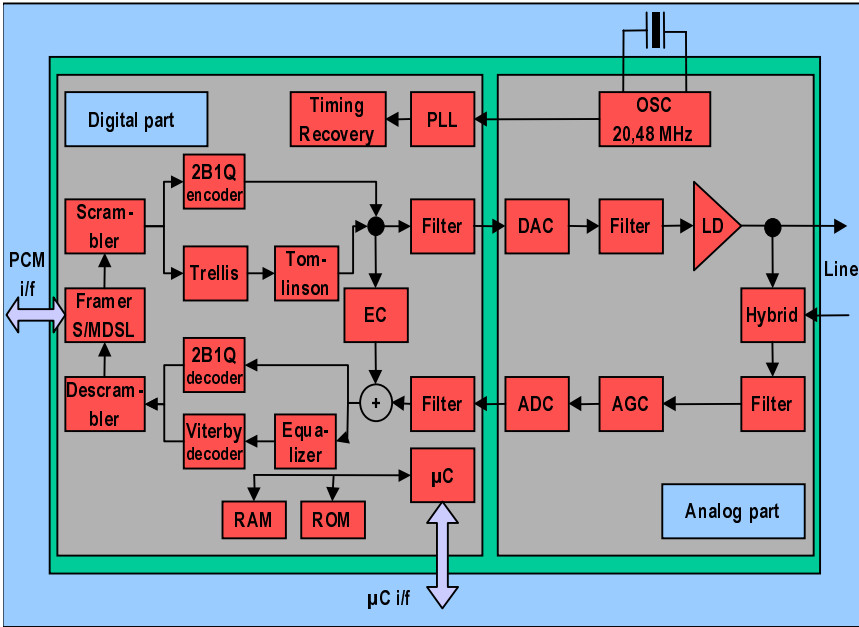 OSC
20,48 MHz
Timing
Recovery
PLL
Digital part
2B1Q
encoder
Scram-
bler
Filter
DAC
Filter
LD
PCM
i/f
Trellis
Tom-
linson
Line
Framer
S/MDSL
EC
Hybrid
2B1Q
decoder
Descram-
bler
+
Filter
ADC
AGC
Filter
Viterby
decoder
Equa-
lizer
µC
RAM
ROM
Analog part
µC i/f